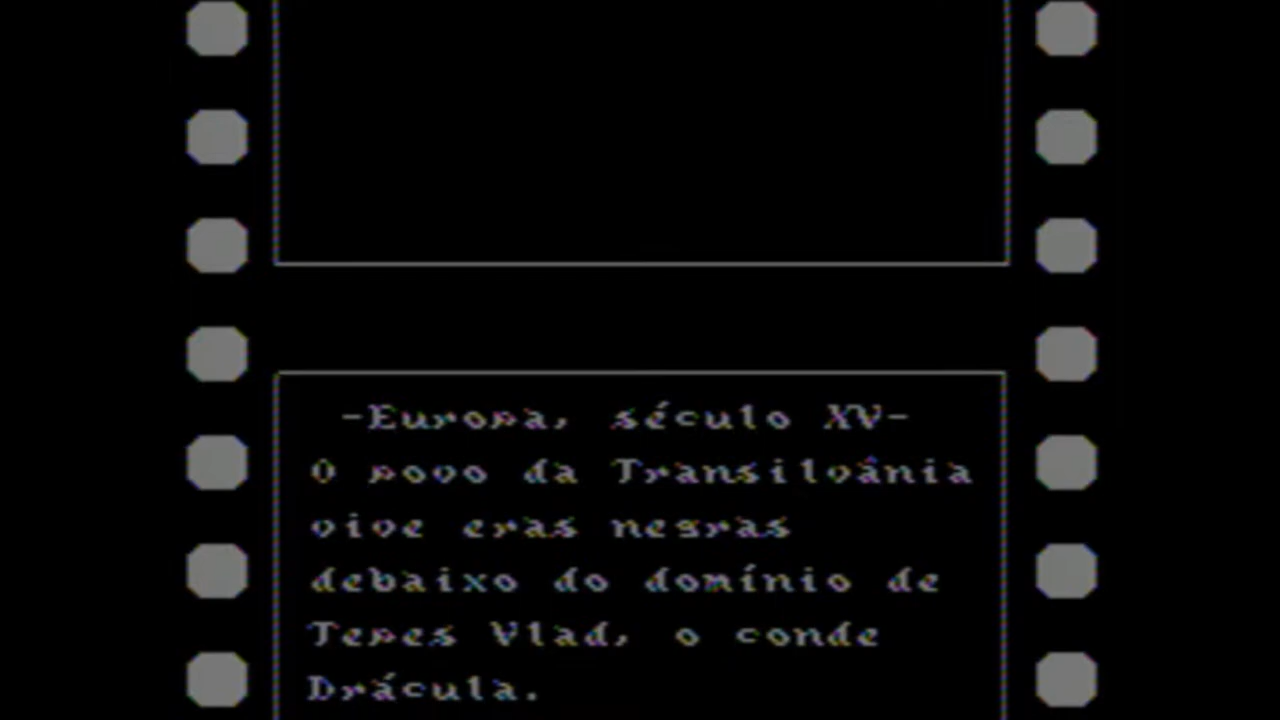 -Europa, século XV-
O povo da Transilvânia
vive eras negras
debaixo do domínio de
Tepes Vlad, o conde
Drácula.